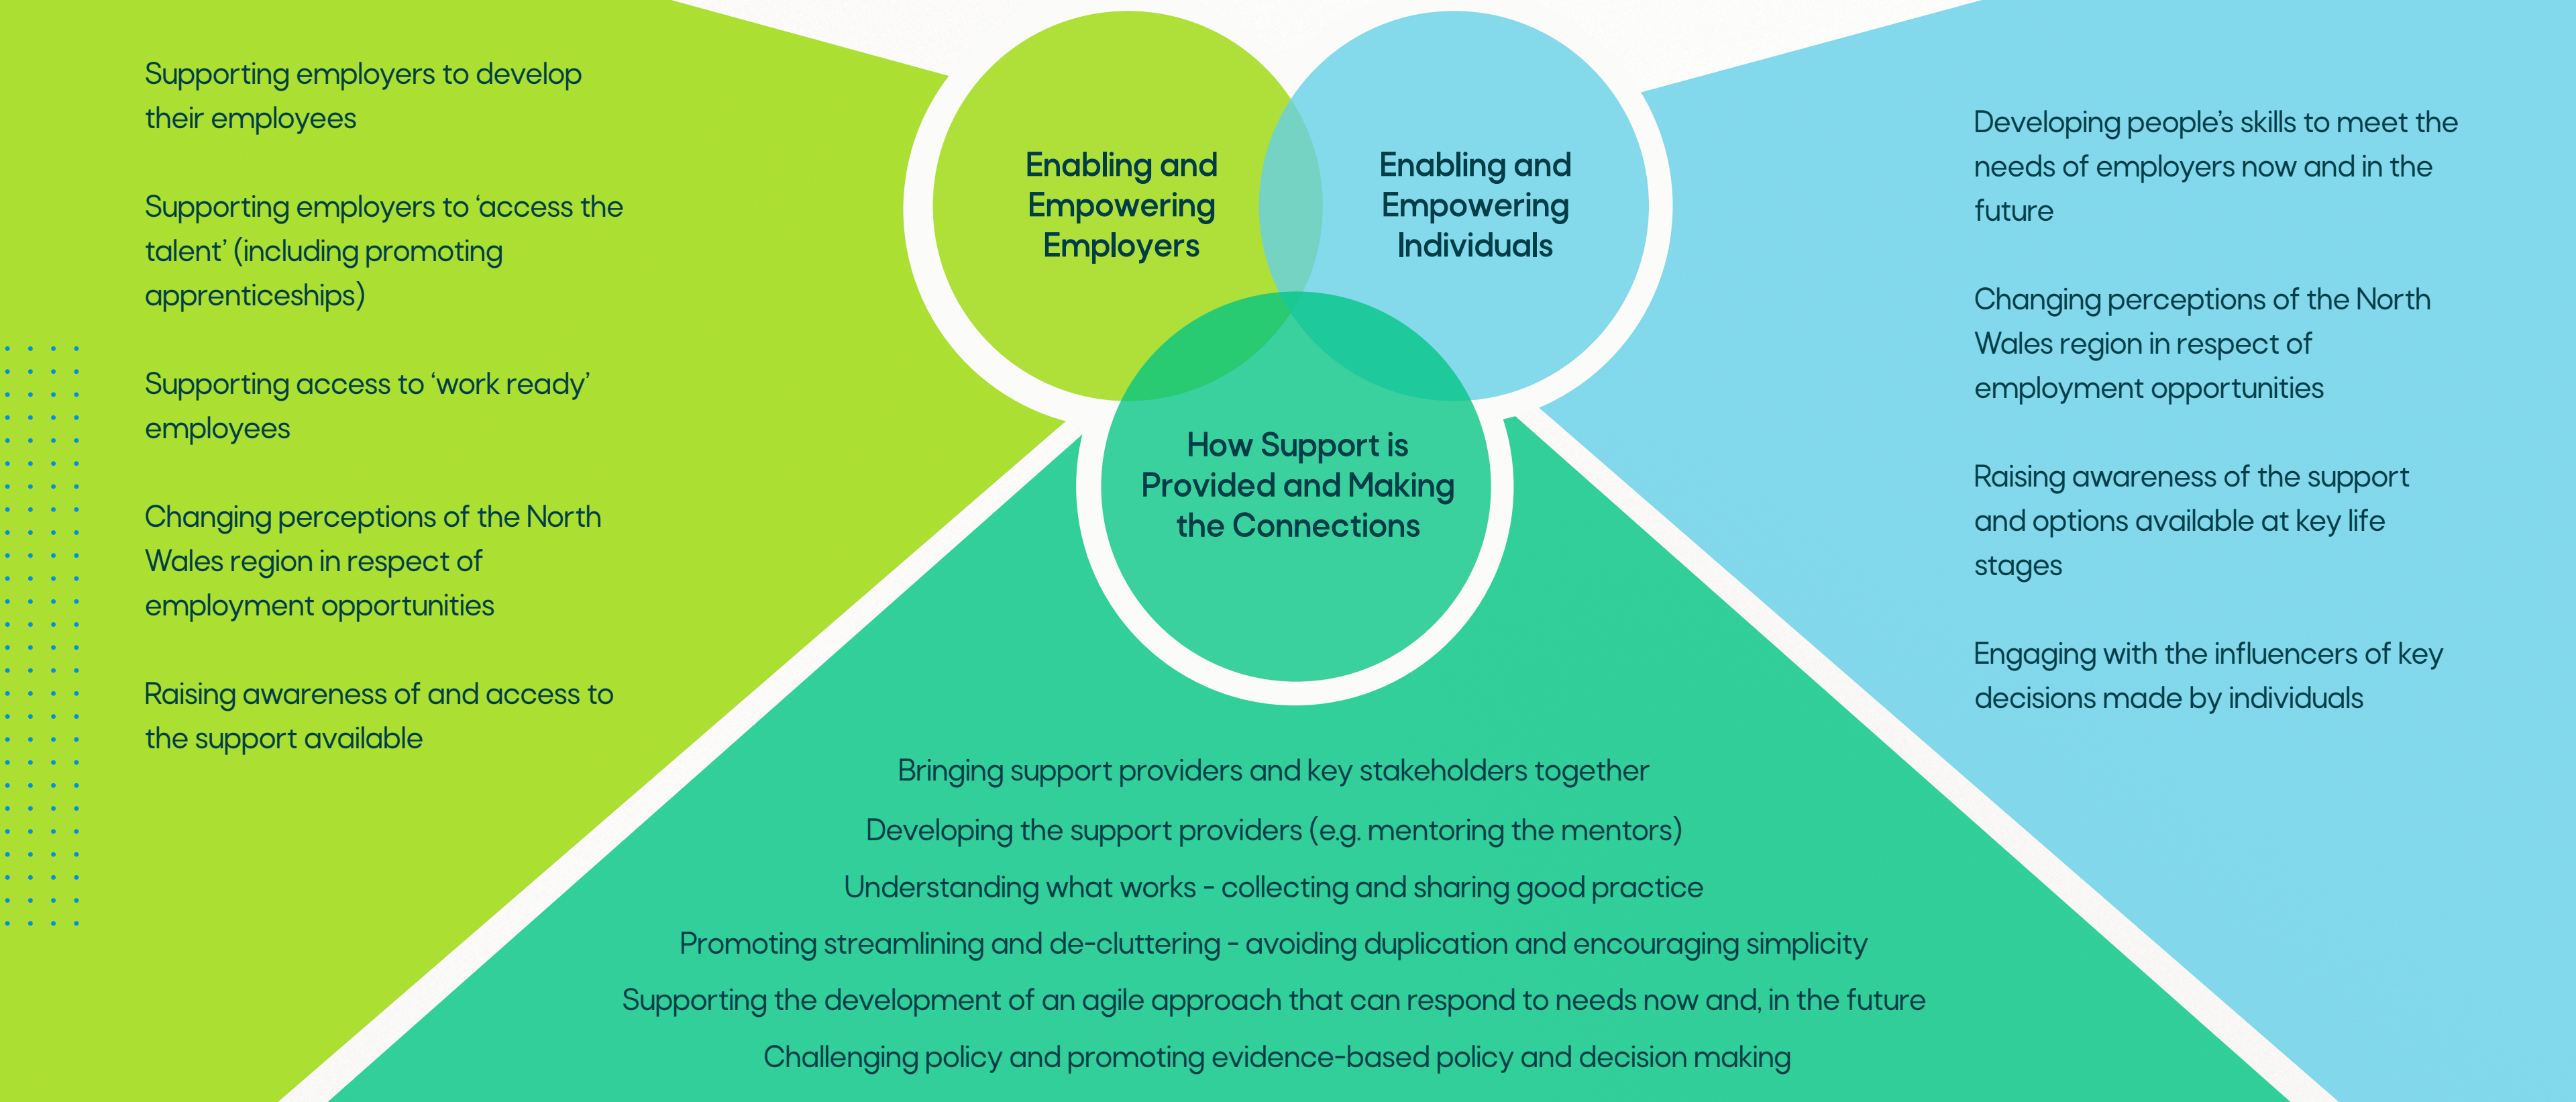 Supporting employers to develop
their employees
Supporting employers to ‘access the
talent’ (including promoting
apprenticeships)
Supporting access to ‘work ready’
employees
Changing perceptions of the North
Wales region in respect of
employment opportunities
Raising awareness of and access to
the support available
Enabling and
Empowering
Employers
Enabling and
Empowering
Individuals
How Support is
Provided and Making
the Connections
Developing people’s skills to meet the
needs of employers now and in the
future
Changing perceptions of the North
Wales region in respect of
employment opportunities
Raising awareness of the support
and options available at key life
stages
Engaging with the influencers of key
decisions made by individuals
Bringing support providers and key stakeholders together
Developing the support providers (e.g. mentoring the mentors)
Understanding what works - collecting and sharing good practice
Promoting streamlining and de-cluttering - avoiding duplication and encouraging simplicity
Supporting the development of an agile approach that can respond to needs now and, in the future
Challenging policy and promoting evidence-based policy and decision making